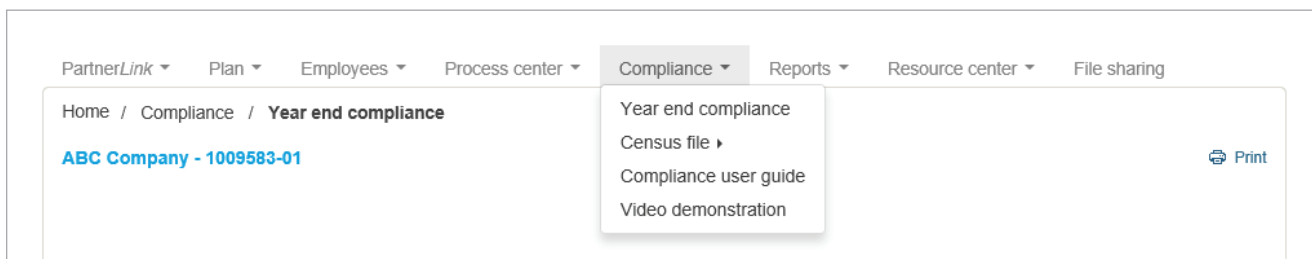 PartnerLink Plan Employees Process center Compliance Reports Resource center File sharing
Home / Compliance / Year end compliance
Year end compliance
Census file
ABC Company - 1009583-01
Print
Compliance user guide
Video demonstration